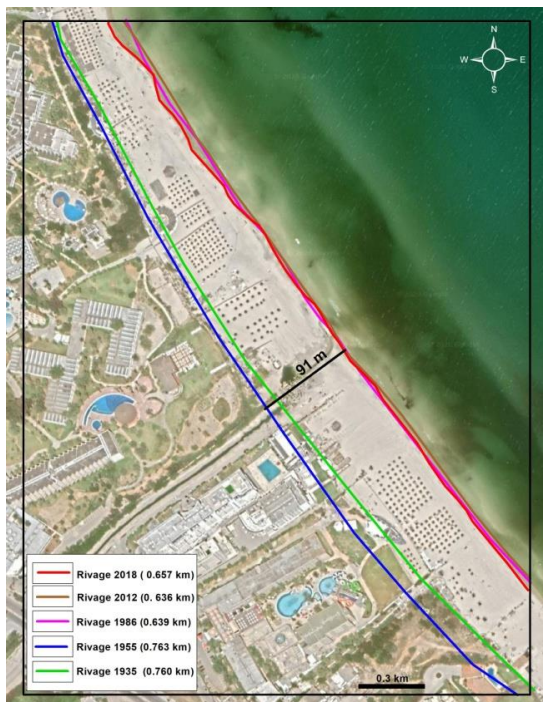 N
W E
S
91 m
Rivage 2018 ( 0.657 km)
Rivage 2012 (0. 636 km)
Rivage 1986 (0.639 km)
Rivage 1955 (0.763 km)
Rivage 1935  (0.760 km)
0.3 km